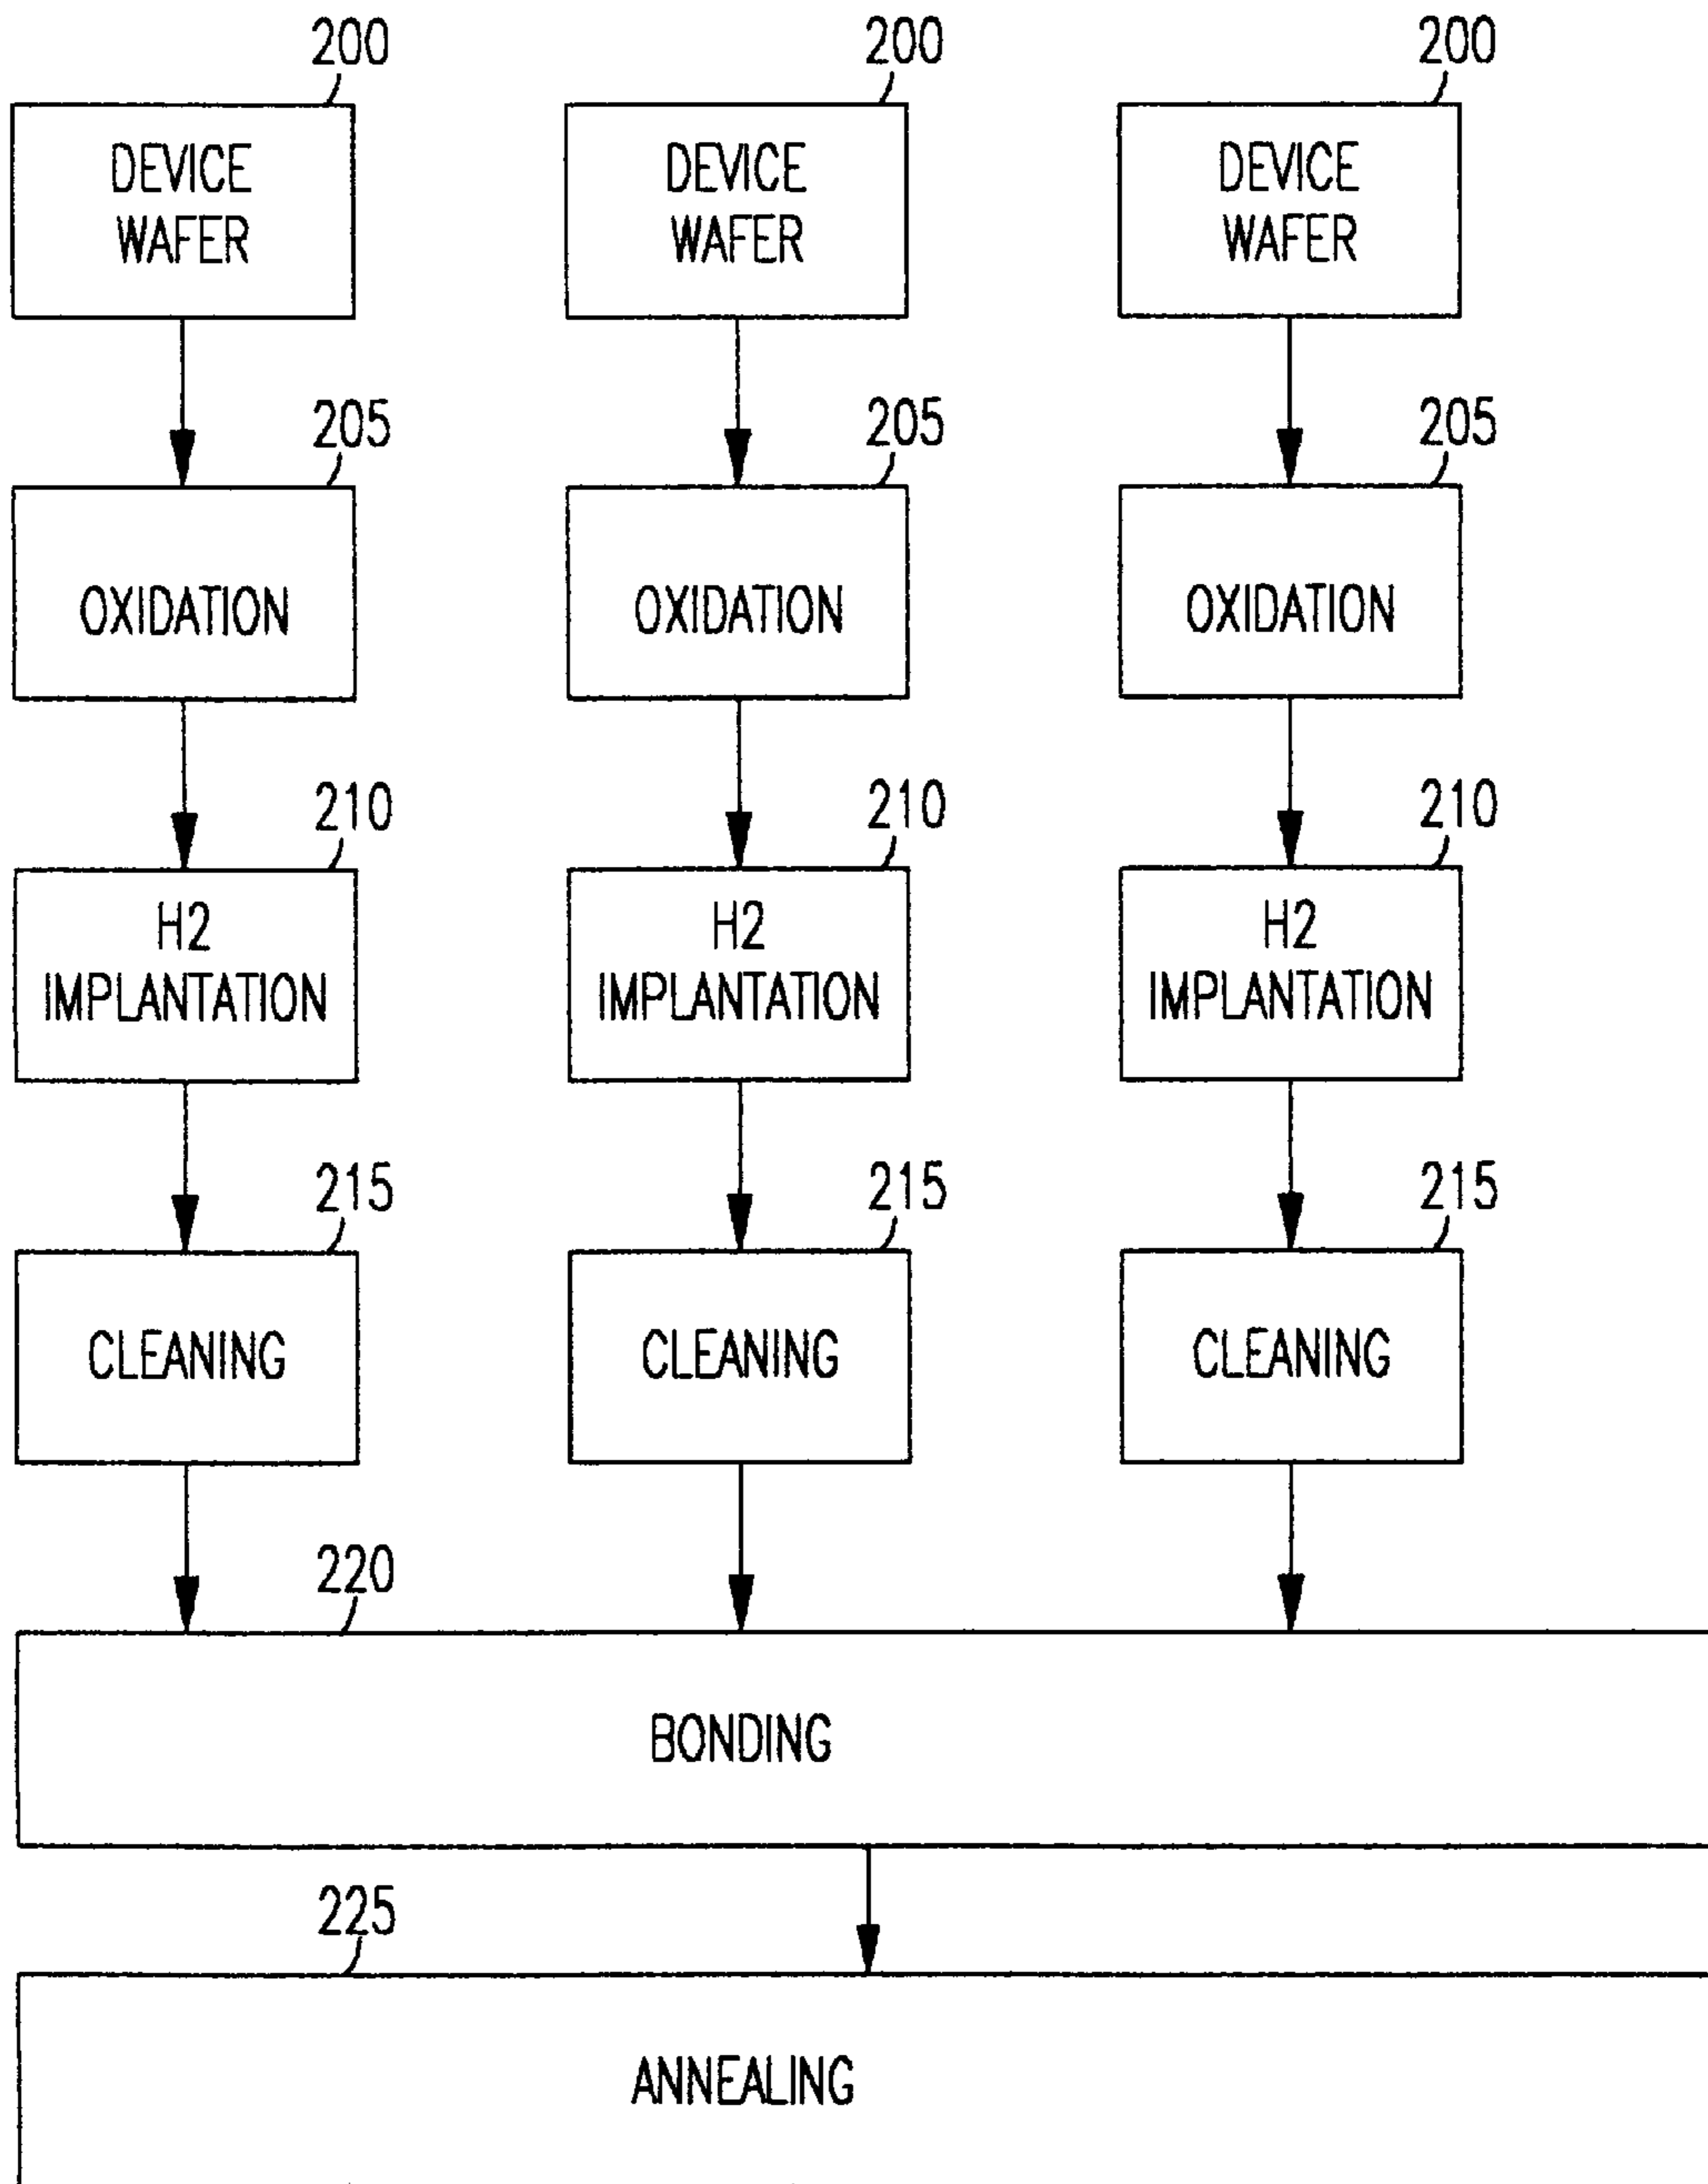 200 200 200
DEVICE WAFER DEVICE WAFER DEVICE WAFER
205 205 205
OXIDATION OXIDATION OXIDATION
210 210 210
H2 IMPLANTATION H2 IMPLANTATION H2 IMPLANTATION
215 215 215
CLEANING CLEANING CLEANING
220
BONDING
225
ANNEALING